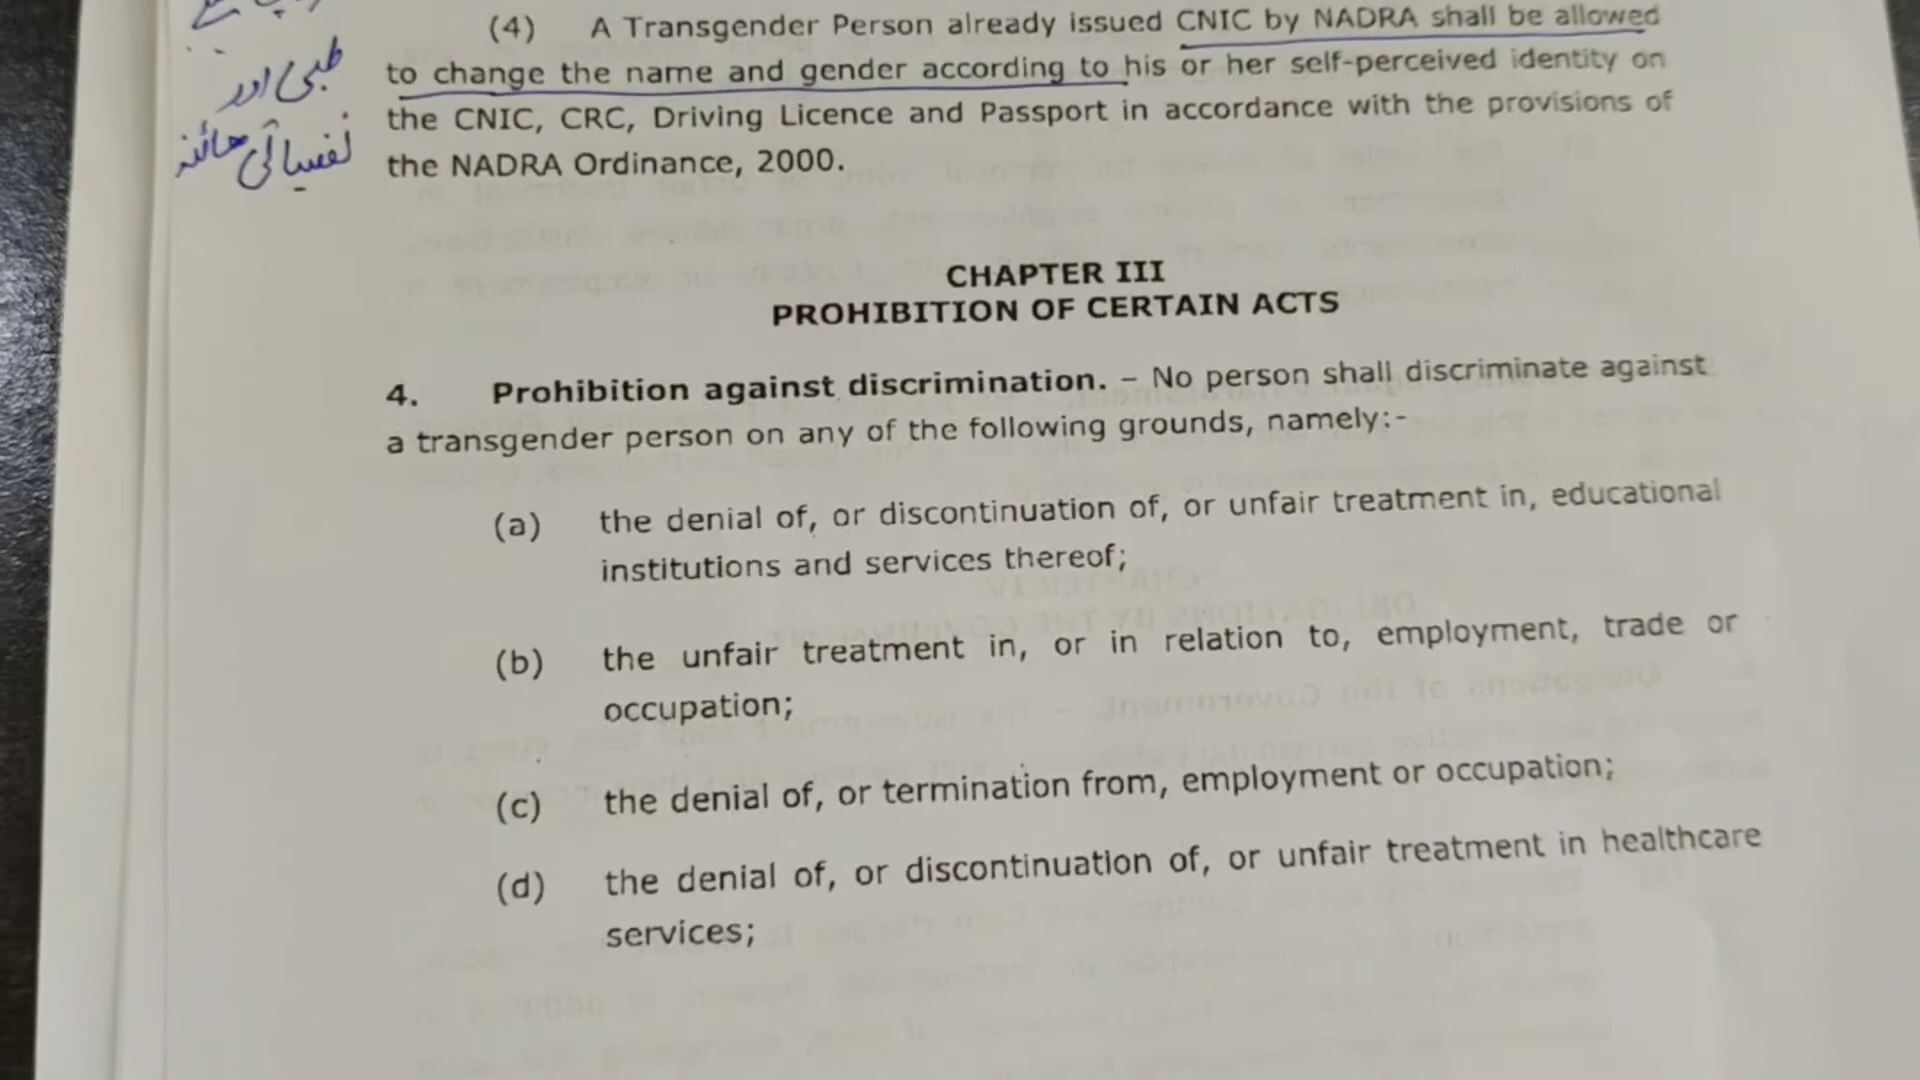 (4) A Transgender Person already issued CNIC by NADRA shall be allowed
to change the name and gender according to his or her self-perceived identity on
the CNIC, CRC, Driving Licence and Passport in accordance with the provisions of
the NADRA Ordinance, 2000.
طبی اور
نفسیاتی معائنہ
CHAPTER III
PROHIBITION OF CERTAIN ACTS
4. Prohibition against discrimination. – No person shall discriminate against
a transgender person on any of the following grounds, namely:-
(a) the denial of, or discontinuation of, or unfair treatment in, educational
institutions and services thereof;
(b) the unfair treatment in, or in relation to, employment, trade or
occupation;
(c) the denial of, or termination from, employment or occupation;
(d) the denial of, or discontinuation of, or unfair treatment in healthcare
services;